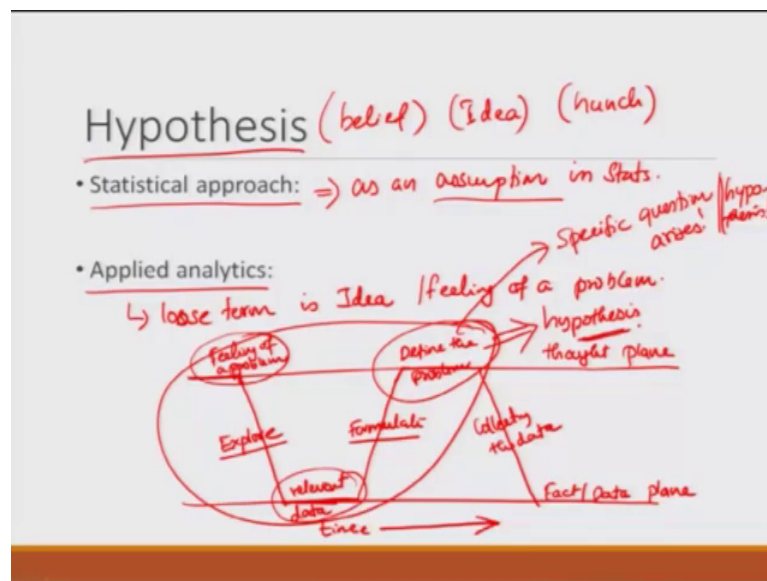 Hypothesis (belief) (Idea) (hunch)
• Statistical approach: ⇒ as an assumption in Stats.
Specific question arises! hypothesis
• Applied analytics:
↳ loose term is Idea / feeling of a problem.
hypothesis
thought plane
Feeling of a problem
Define the problem
Explore
Formulate
Collecting the data
relevant data
Fact/Data plane
time